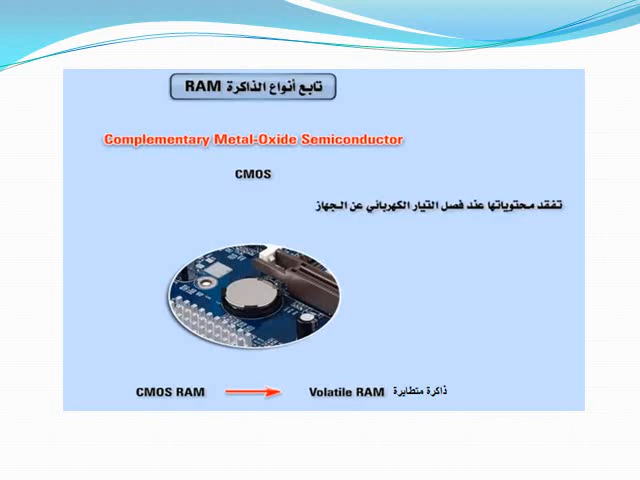 تابع أنواع الذاكرة RAM
Complementary Metal-Oxide Semiconductor
CMOS
تفقد محتوياتها عند فصل التيار الكهربائي عن الجهاز
CMOS RAM Volatile RAM ذاكرة متطايرة